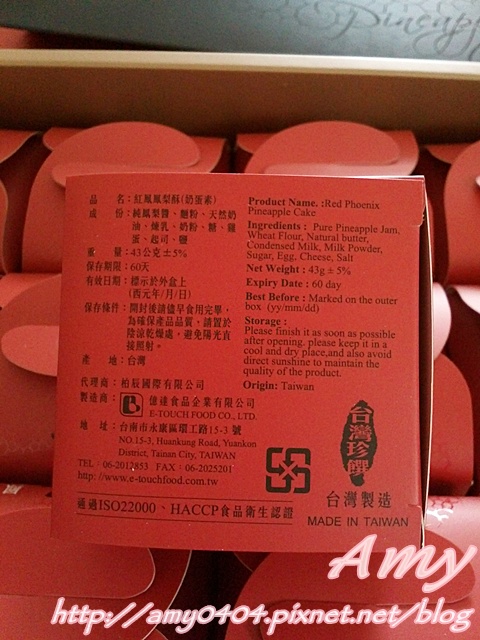 Pineapp
品　名：紅鳳鳳梨酥(奶蛋素)
成　份：純鳳梨醬、麵粉、天然奶
油、煉乳、奶粉、糖、雞
蛋、起司、鹽
重　量：43公克±5%
保存期限：60天
有效日期：標示於外盒上
(西元年/月/日)
保存條件：開封後請儘早食用完畢，
為確保產品品質，請置於
陰涼乾燥處，避免陽光直
接照射。
產　地：台灣
Product Name. :Red Phoenix
Pineapple Cake
Ingredients : Pure Pineapple Jam,
Wheat Flour, Natural butter,
Condensed Milk, Milk Powder,
Sugar, Egg, Cheese, Salt
Net Weight : 43g ± 5%
Expiry Date : 60 day
Best Before : Marked on the outer
box (yy/mm/dd)
Storage :
Please finish it as soon as possible
after opening. please keep it in a
cool and dry place,and also avoid
direct sunshine to maintain the
quality of the product.
Origin: Taiwan
代理商：柏辰國際有限公司
製造商：億達食品企業有限公司
E-TOUCH FOOD CO., LTD.
地　址：台南市永康區環工路15-3 號
NO.15-3, Huankung Road, Yuankon
District, Tainan City, TAIWAN
FAX：06-2025201
http://www.e-touchfood.com.tw
通過ISO22000、HACCP食品衛生認證
台灣珍饌
台灣製造
MADE IN TAIWAN
Amy
http://amy0404.pixnet.net/blog